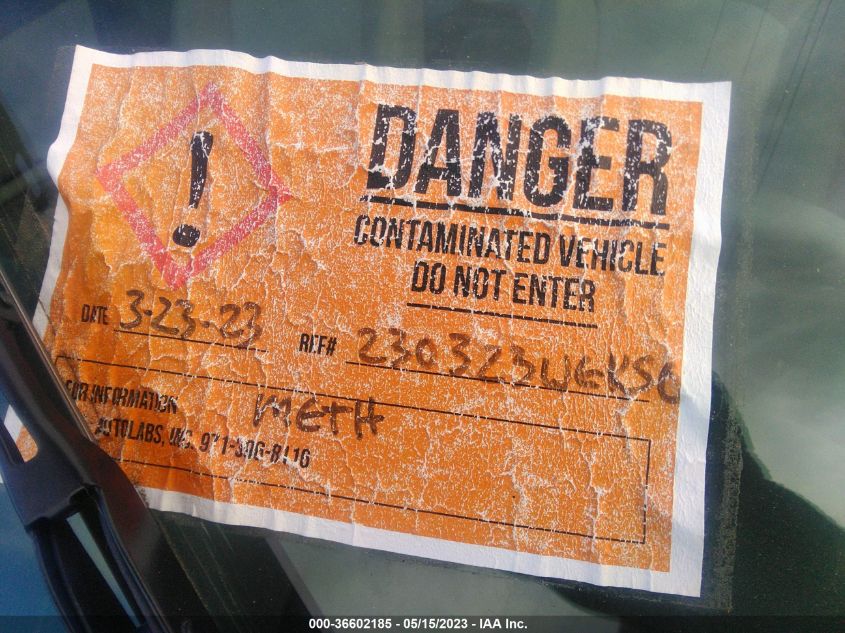 !
DANGER
CONTAMINATED VEHICLE
DO NOT ENTER
DATE 3-23-23 REF# 230323WEKSC
FOR INFORMATION METH
AUTOLABS, INC.
000-36602185 - 05/15/2023 - IAA Inc.